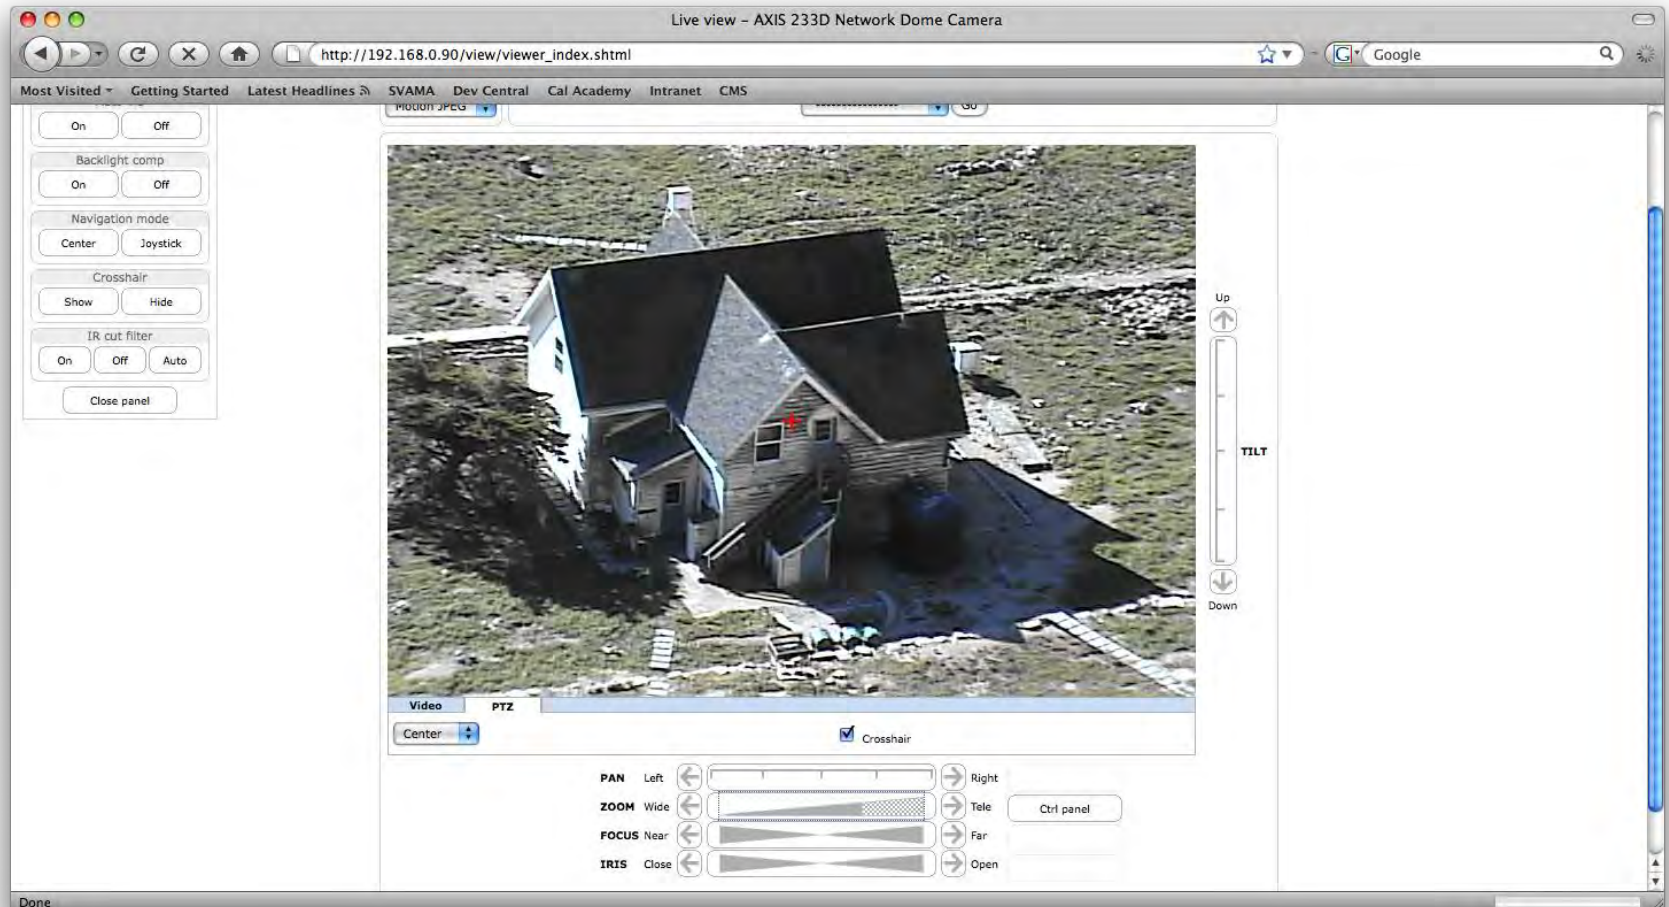 Live view – AXIS 233D Network Dome Camera
http://192.168.0.90/view/viewer_index.shtml
Google
Most Visited Getting Started Latest Headlines SVAMA Dev Central Cal Academy Intranet CMS
Motion JPEG
Go
On Off
Backlight comp
On Off
Navigation mode
Center Joystick
Crosshair
Show Hide
IR cut filter
On Off Auto
Close panel
Up
TILT
Down
Video PTZ
Center
Crosshair
PAN Left Right
ZOOM Wide Tele
Ctrl panel
FOCUS Near Far
IRIS Close Open
Done